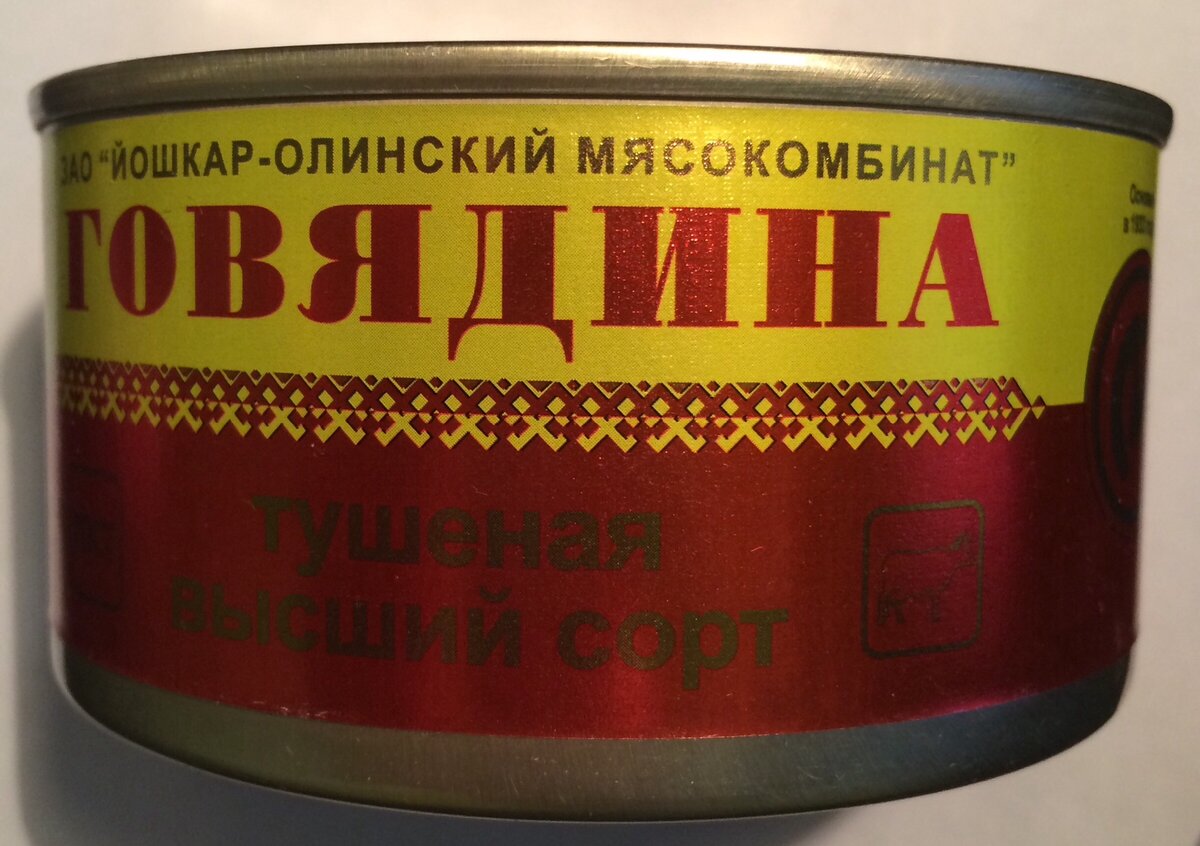 ЗАО "ЙОШКАР-ОЛИНСКИЙ МЯСОКОМБИНАТ"
ГОВЯДИНА
тушеная
высший сорт